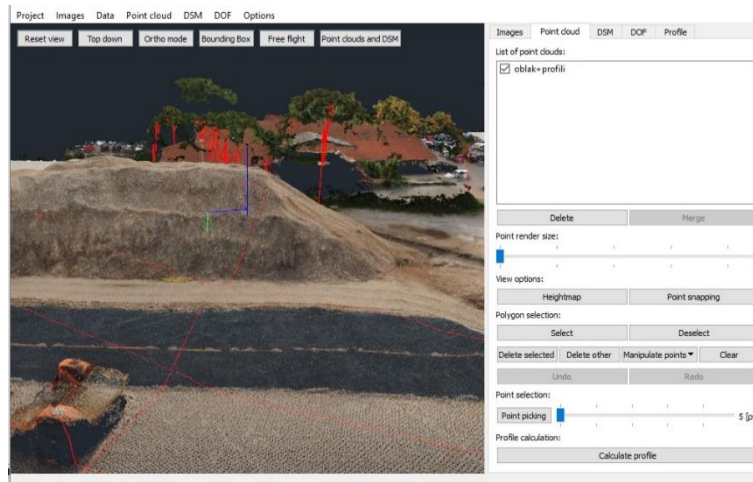 Project Images Data Point cloud DSM DOF Options
Reset view Top down Ortho mode Bounding Box Free flight Point clouds and DSM
Images Point cloud DSM DOF Profile
List of point clouds:
oblak+profili
Delete Merge
Point render size:
View options:
Heightmap Point snapping
Polygon selection:
Select Deselect
Delete selected Delete other Manipulate points Clear
Undo Redo
Point selection:
Point picking 5 [p
Profile calculation:
Calculate profile